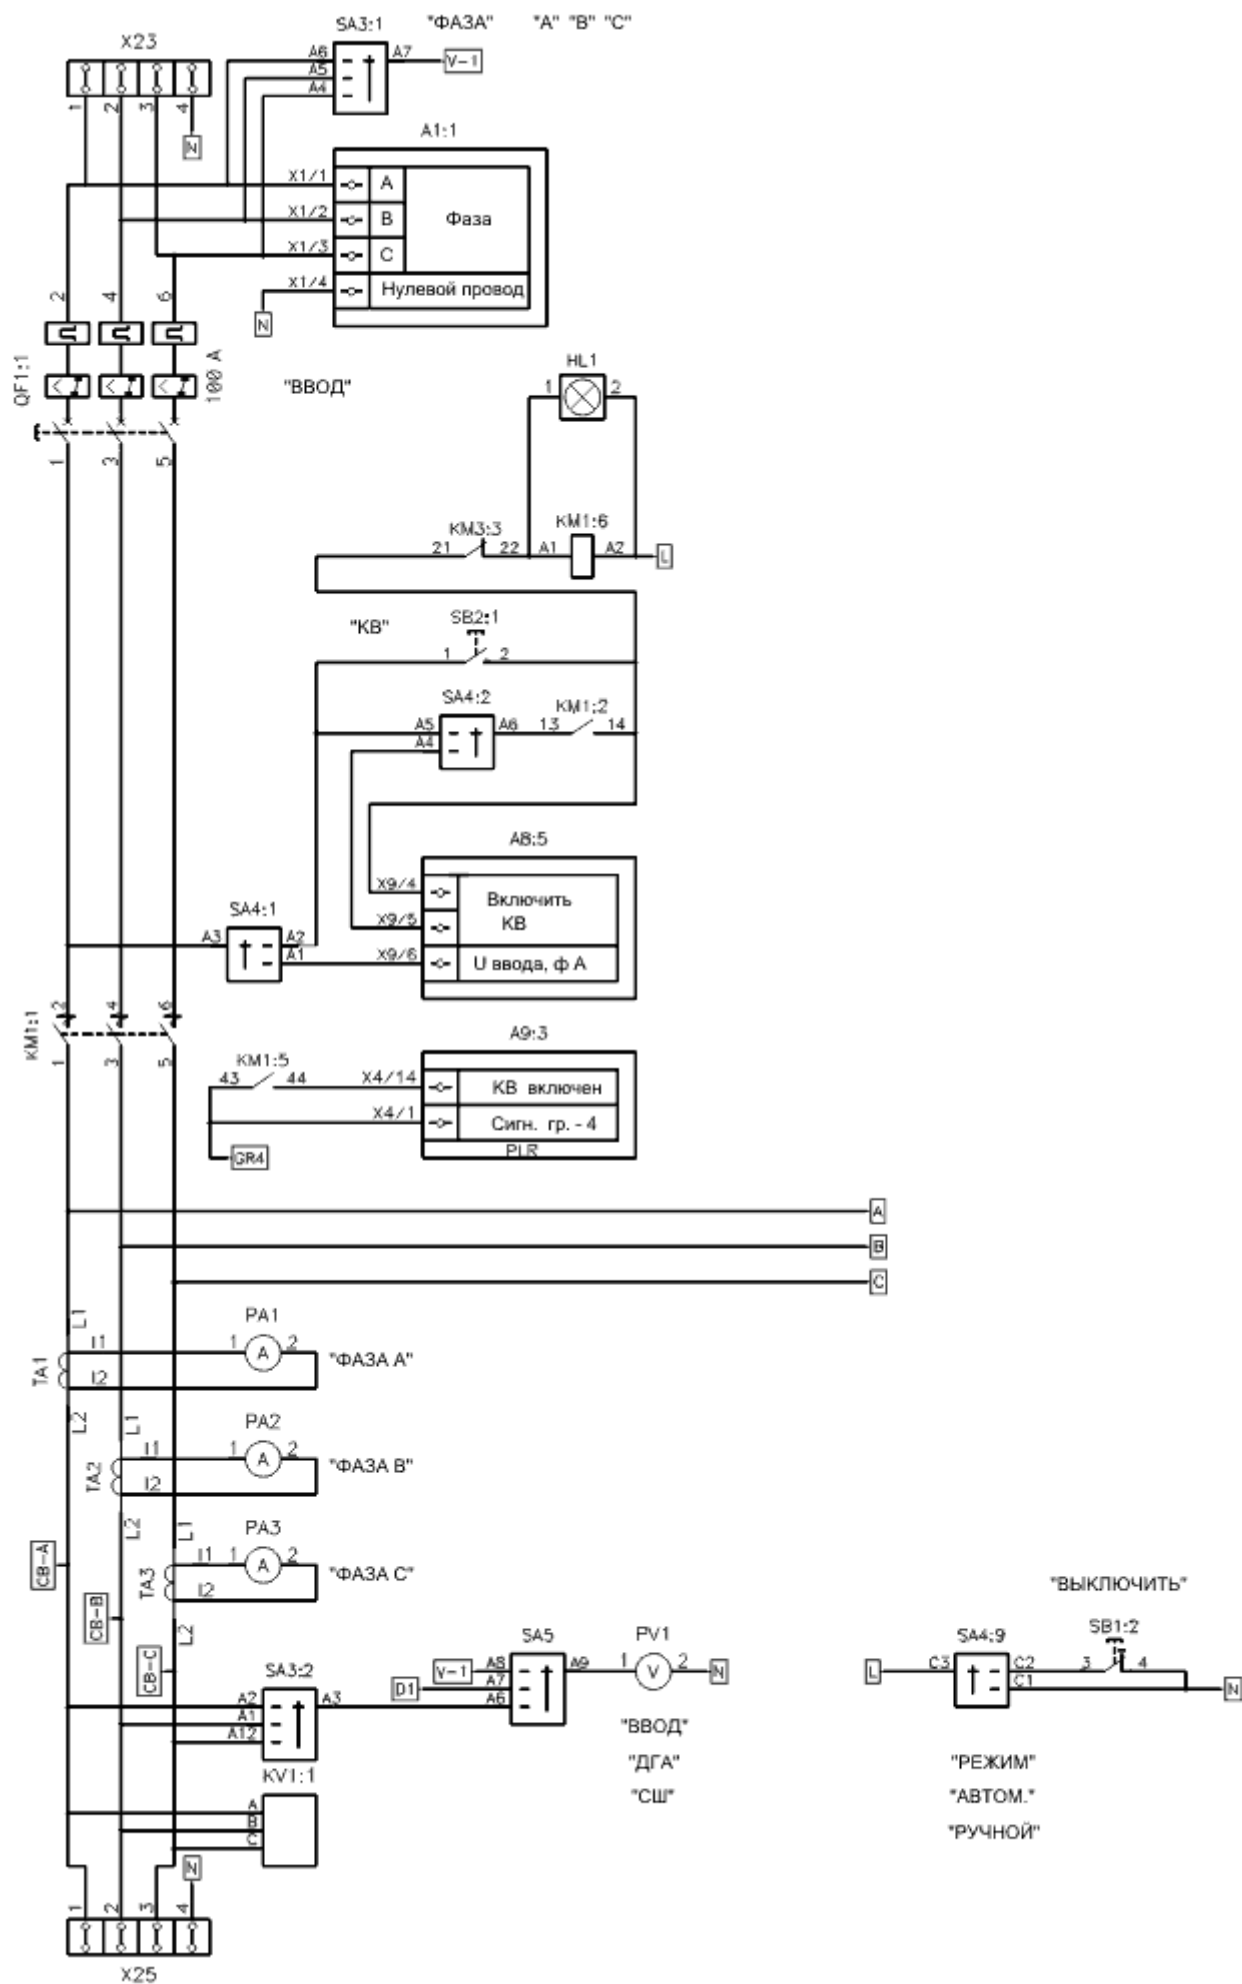 SA3:1 "ФАЗА" "A" "B" "C"
X23
A6 A7
V-1
A5
A4
1 2 3 4
N
A1:1
X1/1 A
X1/2 B Фаза
X1/3 C
X1/4 Нулевой провод
N
2 4 6
QF1:1
100 A
"ВВОД"
1 3 5
HL1
1 2
KM3:3 KM1:6
21 22 A1 A2 L
"КВ"
SB2:1
1 2
SA4:2 KM1:2
A5 A6 13 14
A4
A8:5
X9/4 Включить
X9/5 КВ
X9/6 U ввода, ф А
SA4:1
A3 A2
A1
2 4 6
KM1:1
1 3 5
A9:3
KM1:5
43 44 X4/14 КВ включен
X4/1 Сигн. гр. - 4
PLR
GR4
A
B
C
L1 PA1
TA1 I1 1 A 2 "ФАЗА А"
I2
L2 L1 PA2
TA2 I1 1 A 2 "ФАЗА В"
I2
L2 L1 PA3
TA3 I1 1 A 2 "ФАЗА С"
I2
L2
CB-A
CB-B
CB-C
"ВЫКЛЮЧИТЬ"
SA3:2 SA5 PV1 SA4:9 SB1:2
V-1 A8 A9 1 V 2 N L C3 C2 3 4
D1 A7 C1 N
A2 A3 A6
A1
A12
"ВВОД"
"ДГА" "РЕЖИМ"
"СШ" "АВТОМ."
"РУЧНОЙ"
KV1:1
A
B
C
N
1 2 3 4
X25